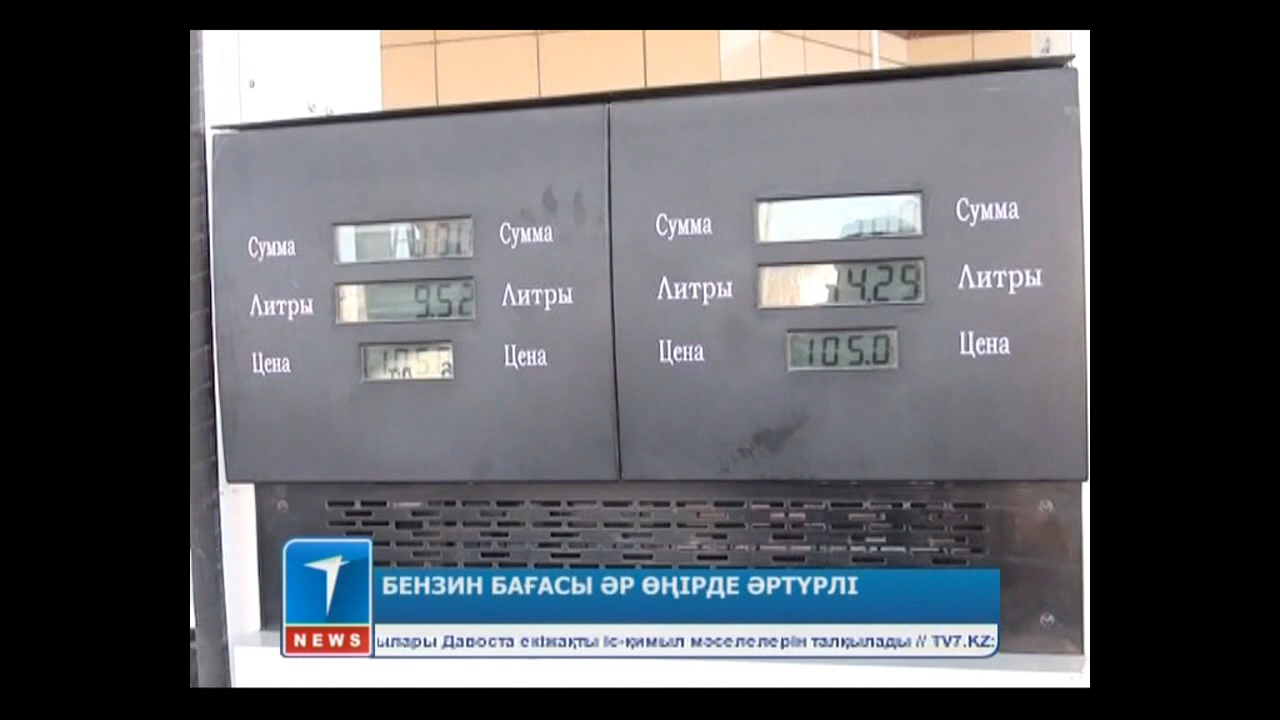 Сумма Сумма
Литры 9.52 Литры
Цена Цена
Сумма Сумма
Литры 14.29 Литры
Цена 105.0 Цена
БЕНЗИН БАҒАСЫ ӘР ӨҢІРДЕ ӘРТҮРЛІ
NEWS
ылары Давоста екіжақты іс-қимыл мәселелерін талқылады // TV7.KZ: